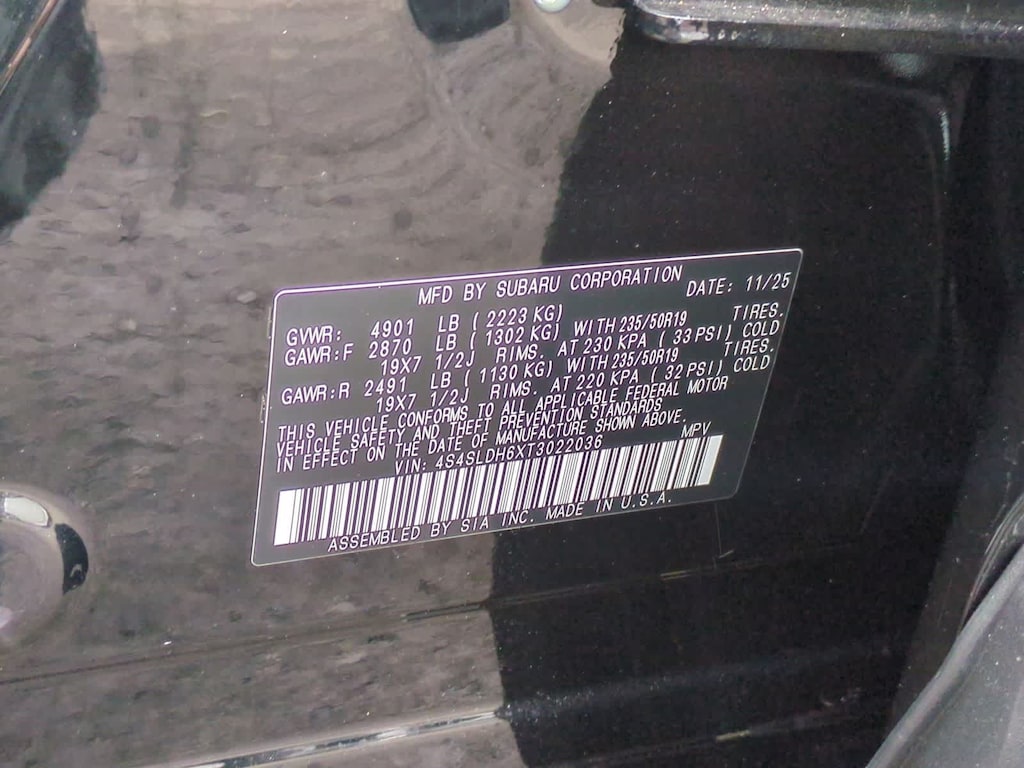 MFD BY SUBARU CORPORATION DATE: 11/25
GVWR: 4901 LB ( 2223 KG)
GAWR:F 2870 LB ( 1302 KG) WITH 235/50R19 TIRES.
19X7 1/2J RIMS. AT 230 KPA ( 33 PSI) COLD
GAWR:R 2491 LB ( 1130 KG) WITH 235/50R19 TIRES.
19X7 1/2J RIMS. AT 220 KPA ( 32 PSI) COLD
THIS VEHICLE CONFORMS TO ALL APPLICABLE FEDERAL MOTOR
VEHICLE SAFETY AND THEFT PREVENTION STANDARDS
IN EFFECT ON THE DATE OF MANUFACTURE SHOWN ABOVE.
VIN: 4S4SLDH6XT3022036 MPV
ASSEMBLED BY SIA INC. MADE IN U.S.A.